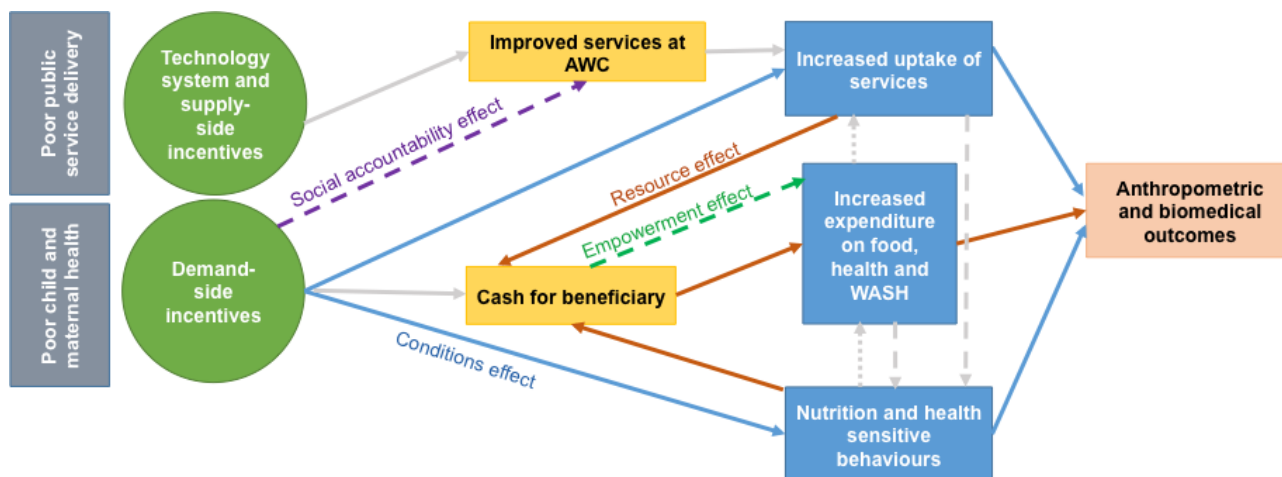 Poor public
service delivery
Technology
system and
supply-
side
incentives
Improved services at
AWC
Increased uptake of
services
Social accountability effect
Resource effect
Empowerment effect
Increased
expenditure
on food,
health and
WASH
Anthropometric
and biomedical
outcomes
Poor child and
maternal health
Demand-
side
incentives
Cash for beneficiary
Conditions effect
Nutrition and health
sensitive
behaviours